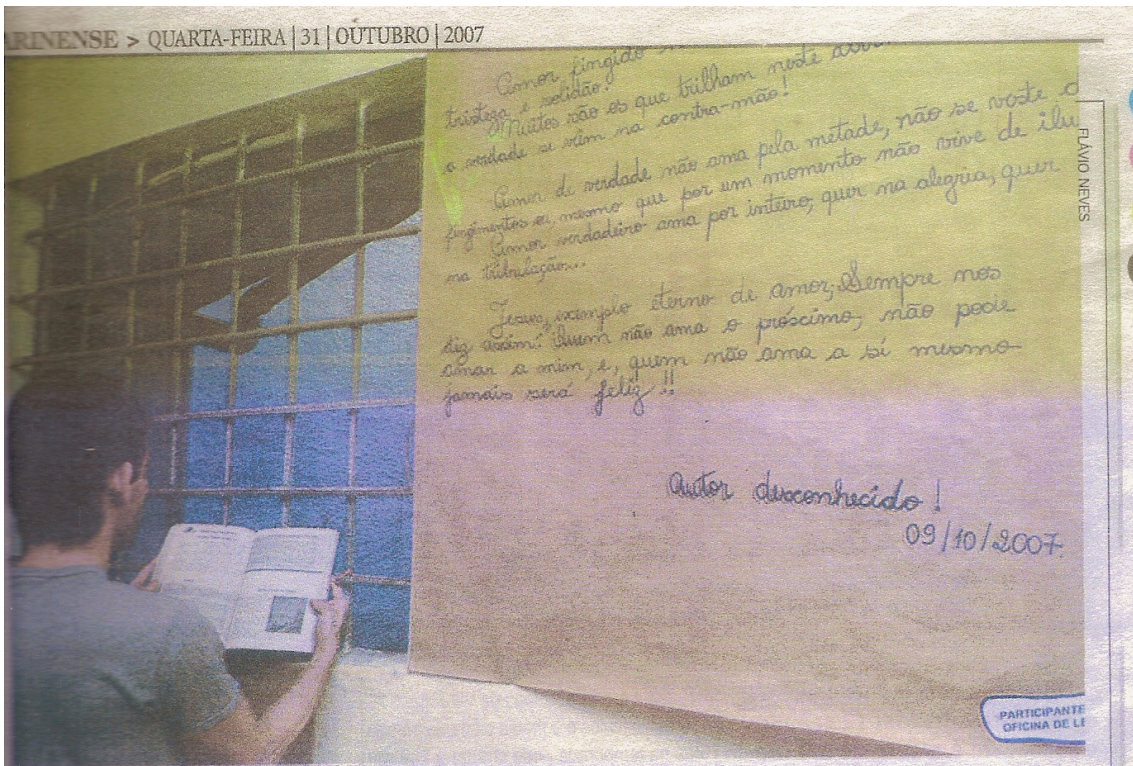 RINENSE > QUARTA-FEIRA | 31 | OUTUBRO | 2007
Amor fingido
tristeza e solidão.
Muitos são os que trilham neste
a verdade se vêm na contra-mão!
Amor de verdade não ama pela metade, não se veste d
fingimentos ou, mesmo que por um momento não vive de ilu
Amor verdadeiro ama por inteiro, quer na alegria, quer
na tribulação...
Jesus, exemplo eterno de amor, Sempre nos
diz assim: Quem não ama o próscimo, não pode
amar a mim, e, quem não ama a sí mesmo
jamais será feliz!!
Autor desconhecido!
09/10/2007.
FLÁVIO NEVES
PARTICIPANTE
OFICINA DE LE